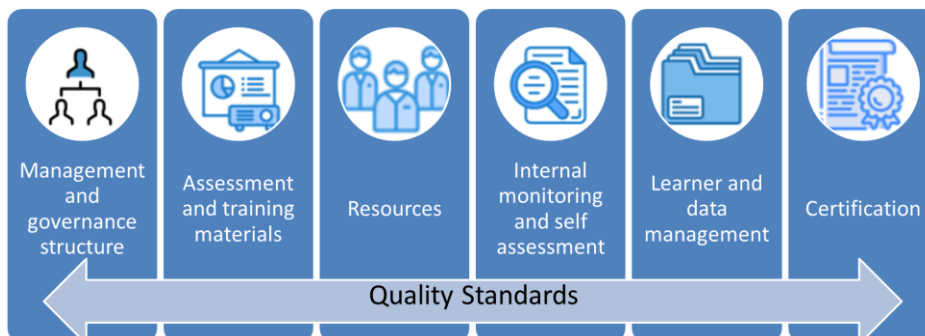 Management
and
governance
structure
Assessment
and training
materials
Resources
Internal
monitoring
and self
assessment
Learner and
data
management
Certification
Quality Standards